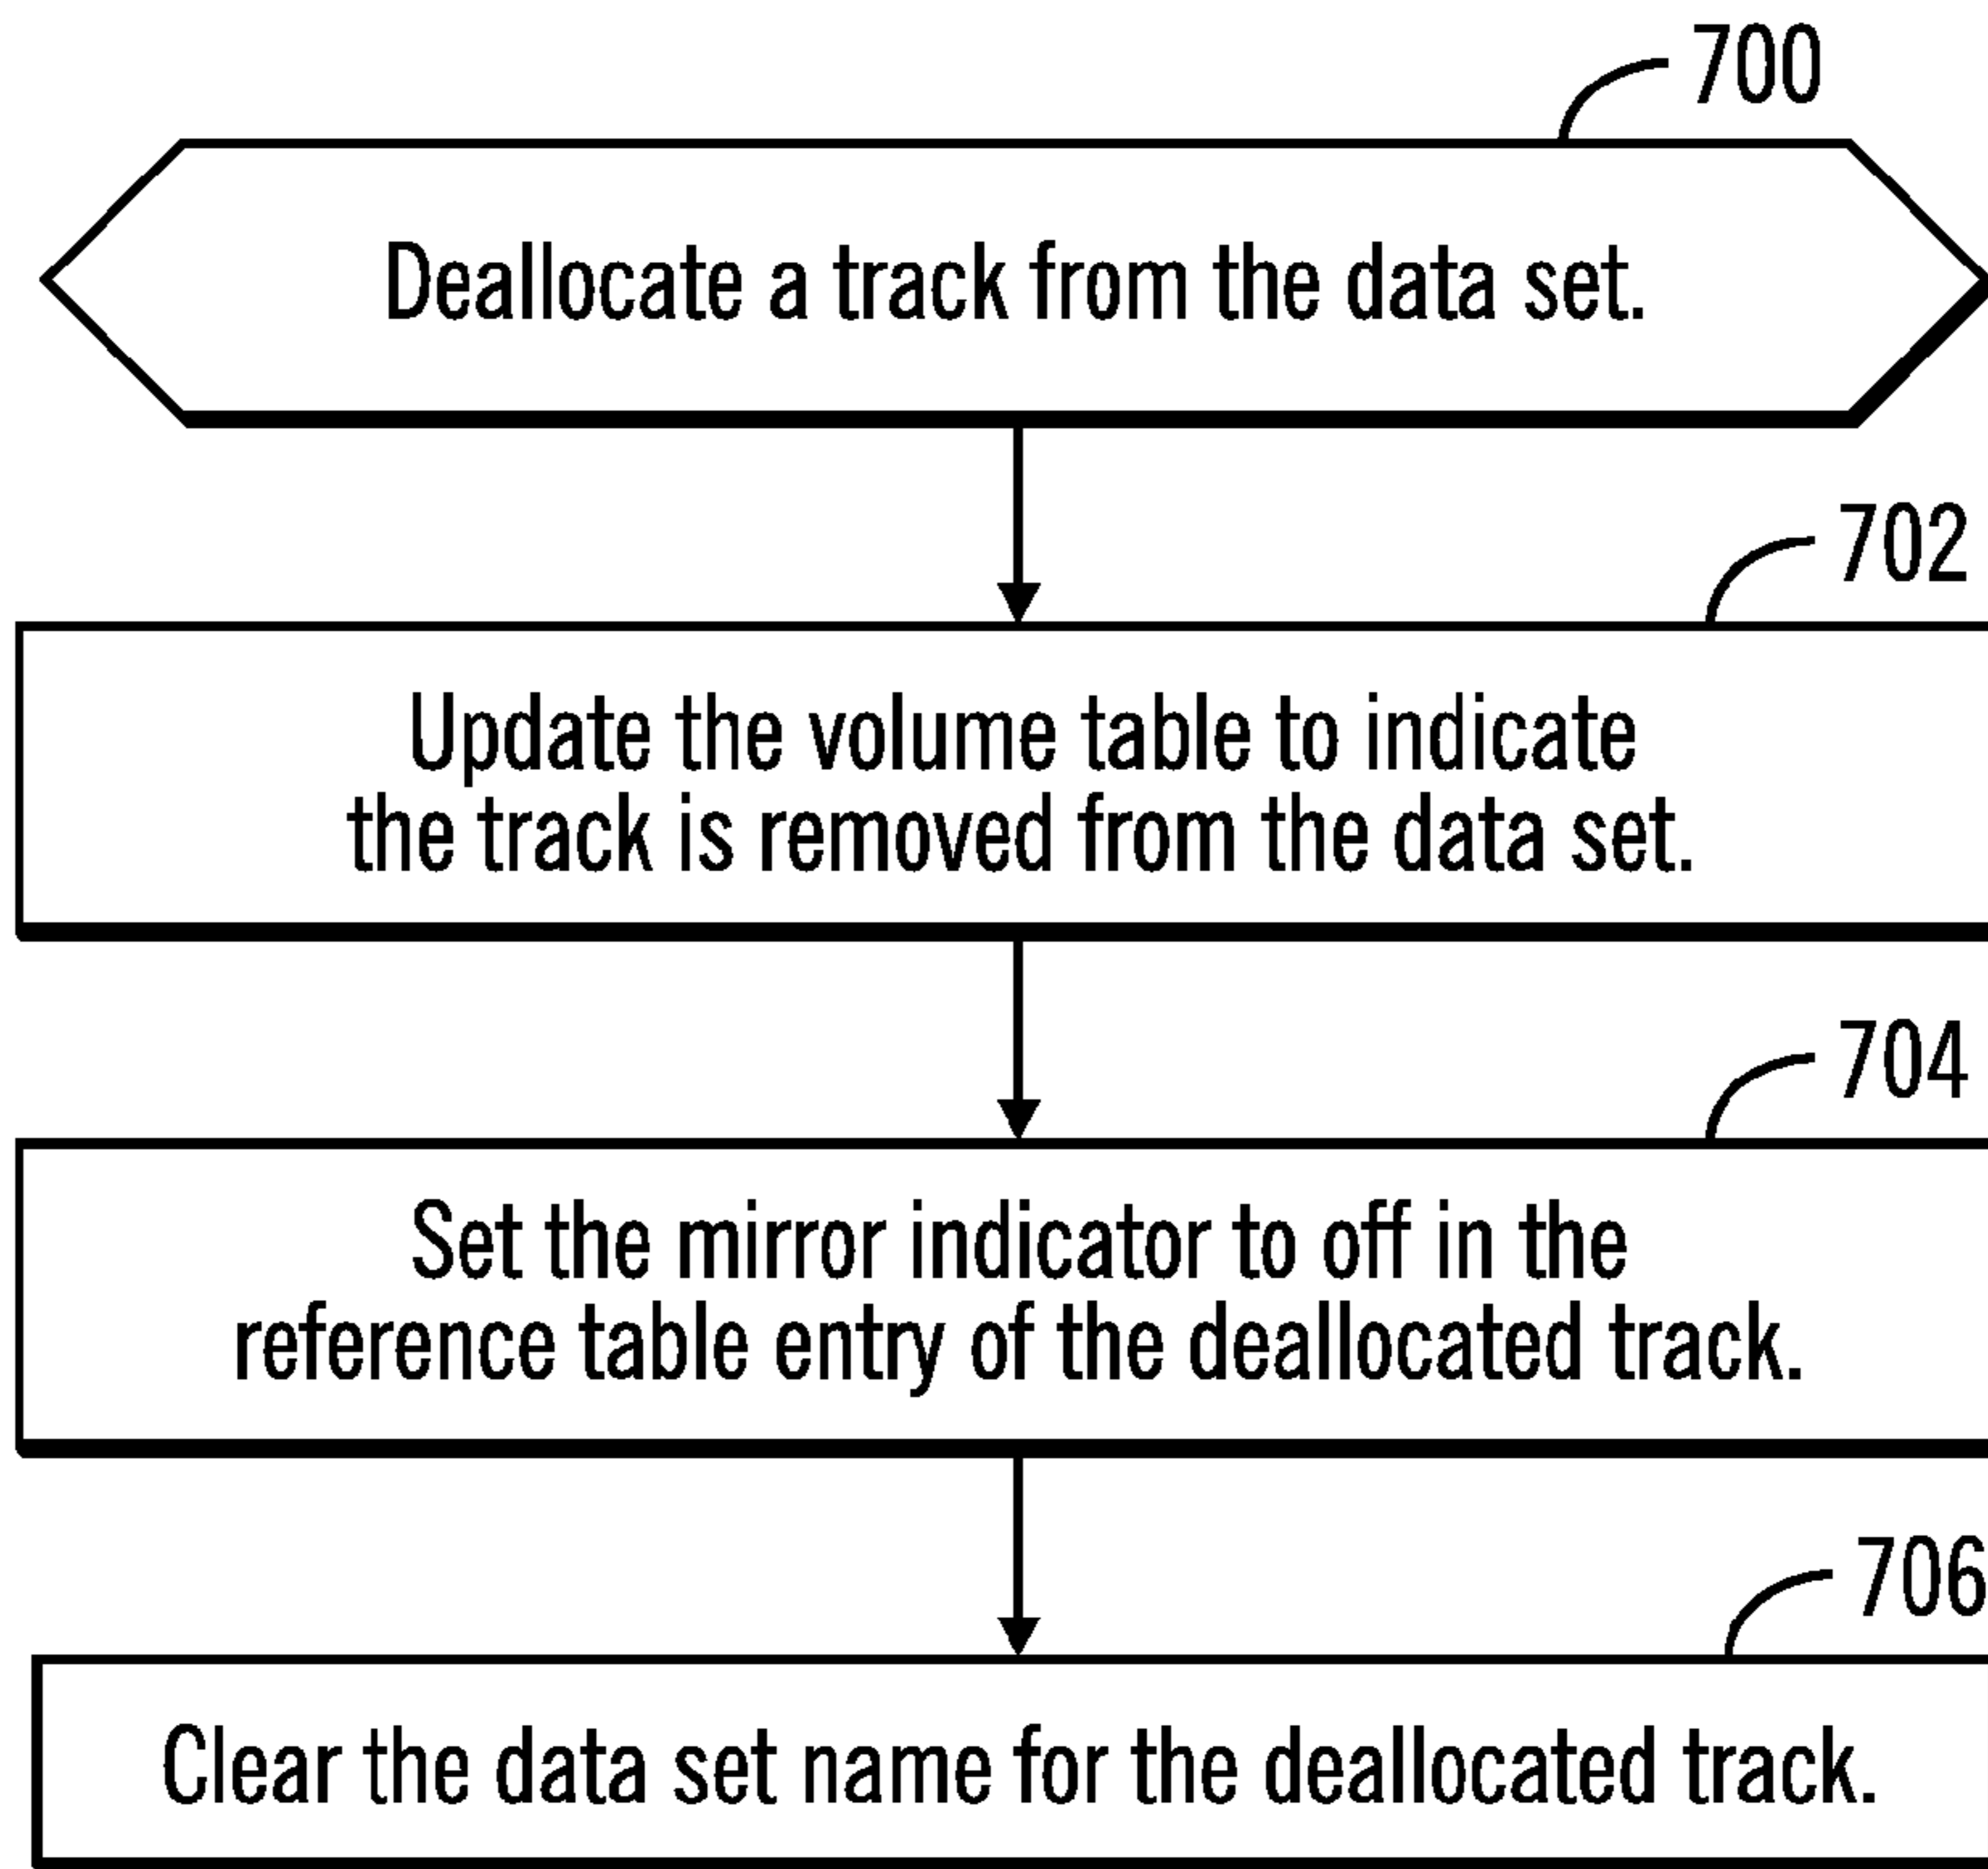 700
Deallocate a track from the data set.
702
Update the volume table to indicate
the track is removed from the data set.
704
Set the mirror indicator to off in the
reference table entry of the deallocated track.
706
Clear the data set name for the deallocated track.